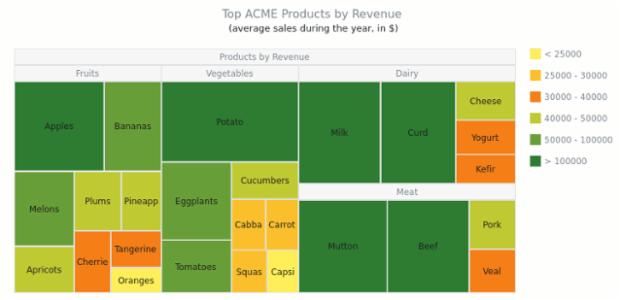 Top ACME Products by Revenue
(average sales during the year, in $)
Products by Revenue
Fruits
Vegetables
Dairy
Apples
Bananas
Melons
Plums
Pineapp
Apricots
Cherrie
Tangerine
Oranges
Potato
Eggplants
Cucumbers
Cabba
Carrot
Tomatoes
Squas
Capsi
Milk
Curd
Cheese
Yogurt
Kefir
Meat
Mutton
Beef
Pork
Veal
< 25000
25000 - 30000
30000 - 40000
40000 - 50000
50000 - 100000
> 100000